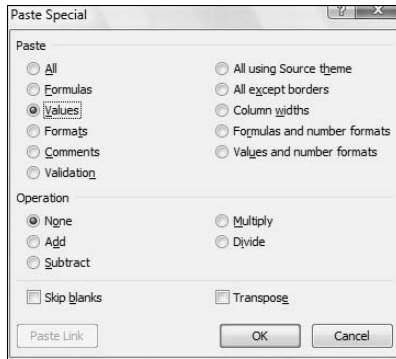 Paste Special
Paste
All
All using Source theme
Formulas
All except borders
Values
Column widths
Formats
Formulas and number formats
Comments
Values and number formats
Validation
Operation
None
Multiply
Add
Divide
Subtract
Skip blanks
Transpose
Paste Link
OK
Cancel